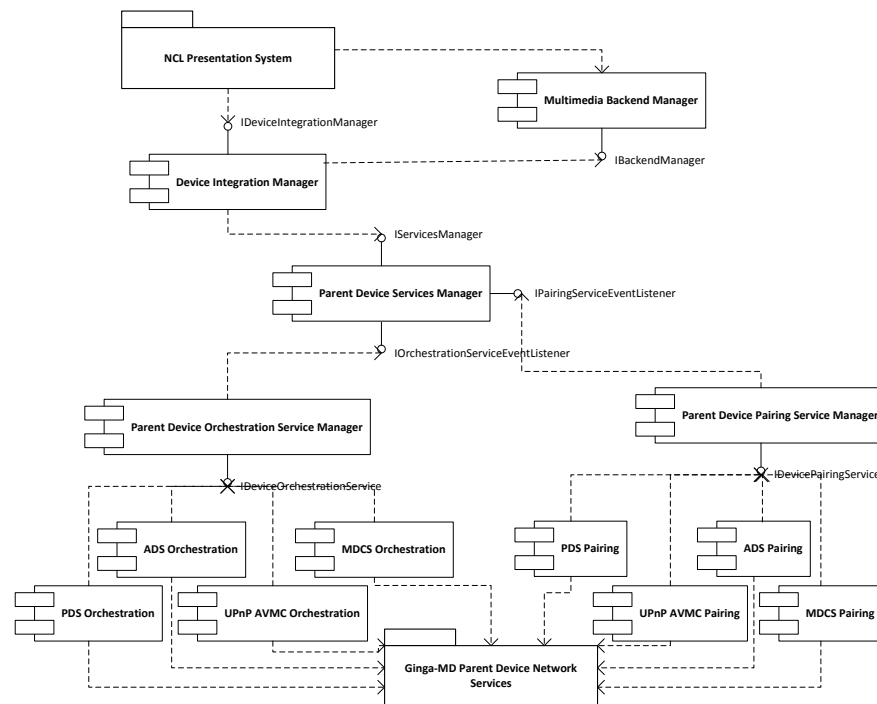 NCL Presentation System
Multimedia Backend Manager
IDeviceIntegrationManager
IBackendManager
Device Integration Manager
IServicesManager
Parent Device Services Manager
IPairingServiceEventListener
IOrchestrationServiceEventListener
Parent Device Orchestration Service Manager
Parent Device Pairing Service Manager
IDeviceOrchestrationService
IDevicePairingService
ADS Orchestration
MDCS Orchestration
PDS Pairing
ADS Pairing
PDS Orchestration
UPnP AVMC Orchestration
UPnP AVMC Pairing
MDCS Pairing
Ginga-MD Parent Device Network
Services